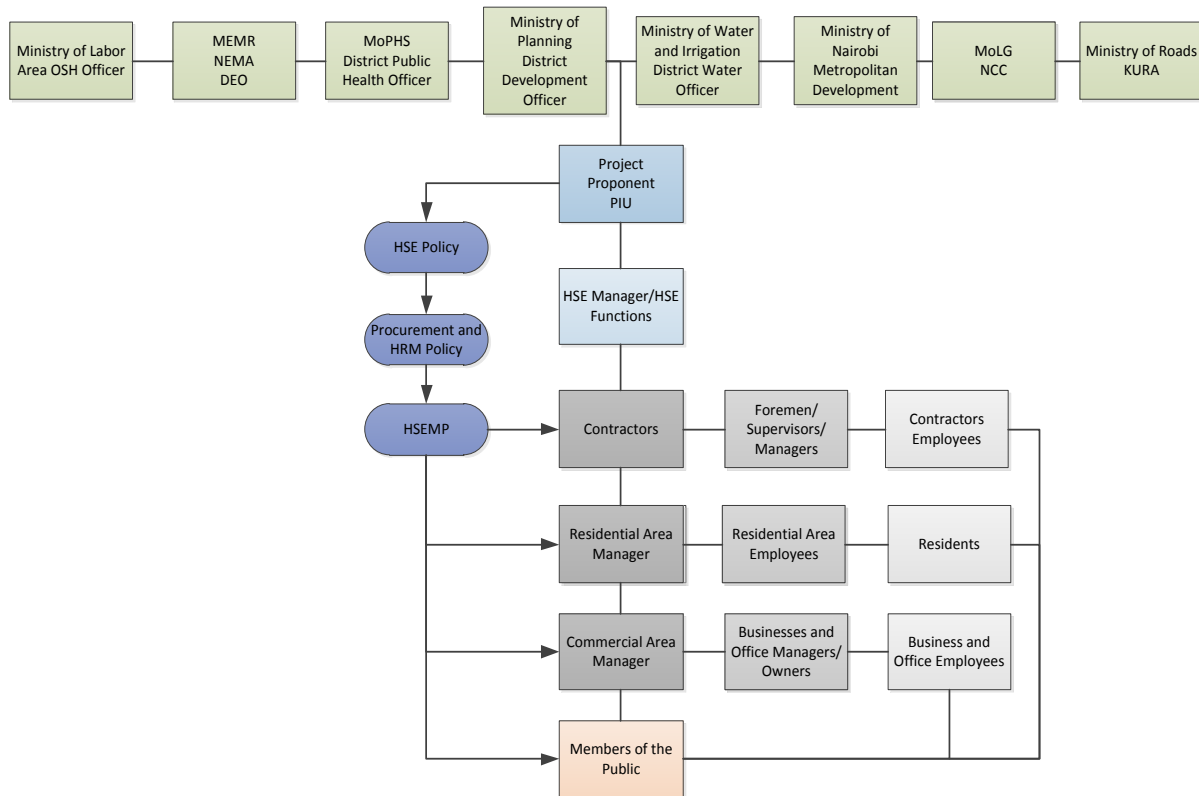 Ministry of Labor
Area OSH Officer
MEMR
NEMA
DEO
MoPHS
District Public
Health Officer
Ministry of
Planning
District
Development
Officer
Ministry of Water
and Irrigation
District Water
Officer
Ministry of
Nairobi
Metropolitan
Development
MoLG
NCC
Ministry of Roads
KURA
Project
Proponent
PIU
HSE Policy
HSE Manager/HSE
Functions
Procurement and
HRM Policy
HSEMP
Contractors
Foremen/
Supervisors/
Managers
Contractors
Employees
Residential Area
Manager
Residential Area
Employees
Residents
Commercial Area
Manager
Businesses and
Office Managers/
Owners
Business and
Office Employees
Members of the
Public